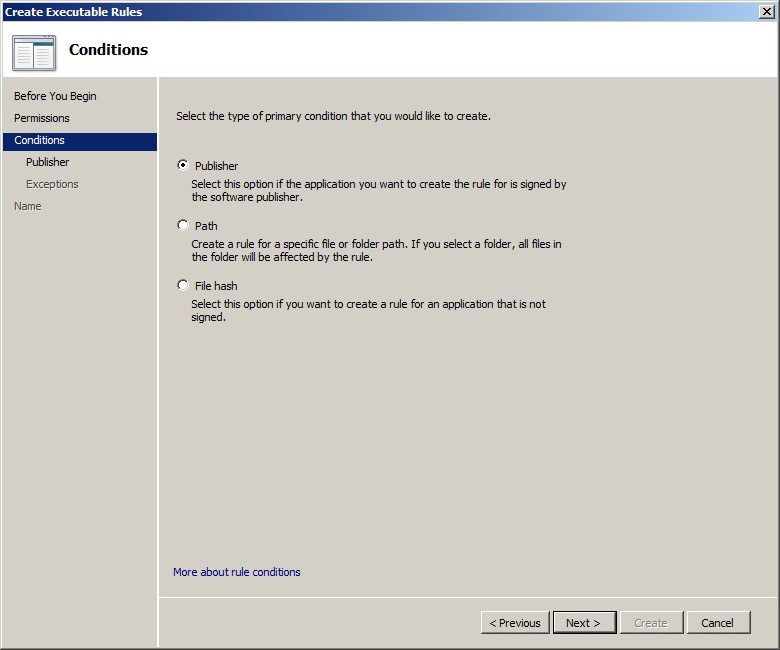 Create Executable Rules
Conditions
Before You Begin
Permissions
Conditions
Publisher
Exceptions
Name
Select the type of primary condition that you would like to create.
Publisher
Select this option if the application you want to create the rule for is signed by
the software publisher.
Path
Create a rule for a specific file or folder path. If you select a folder, all files in
the folder will be affected by the rule.
File hash
Select this option if you want to create a rule for an application that is not
signed.
More about rule conditions
< Previous
Next >
Create
Cancel